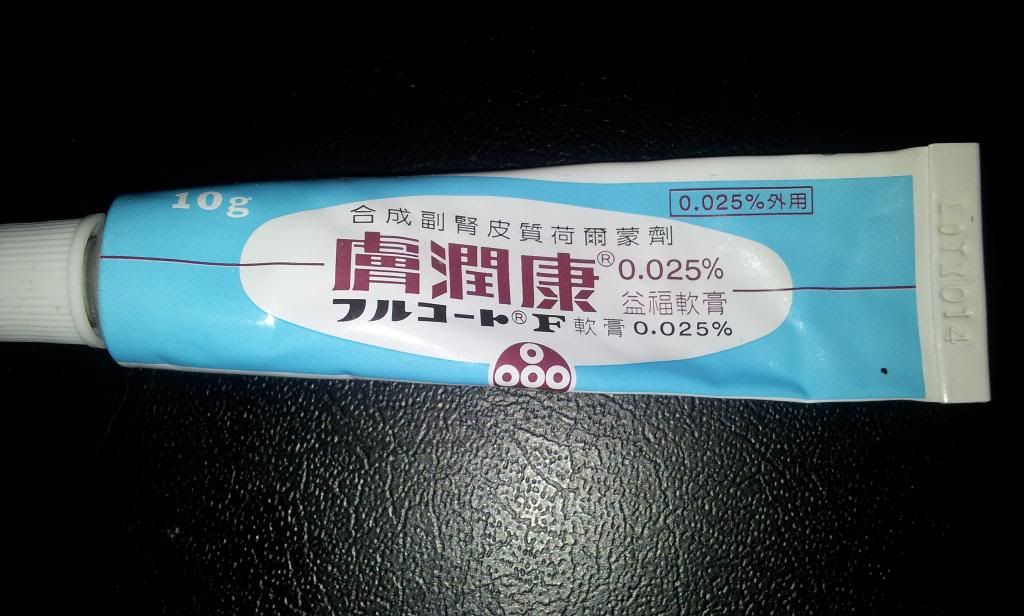 10g
0.025%外用
合成副腎皮質荷爾蒙劑
膚潤康® 0.025%
益福軟膏
フルコート® F 軟膏 0.025%